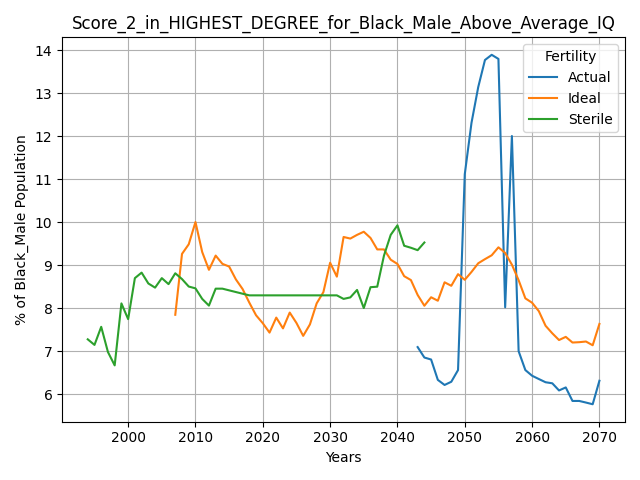 Score_2_in_HIGHEST_DEGREE_for_Black_Male_Above_Average_IQ
Fertility
Actual
Ideal
Sterile
% of Black_Male Population
14
13
12
11
10
9
8
7
6
2000 2010 2020 2030 2040 2050 2060 2070
Years